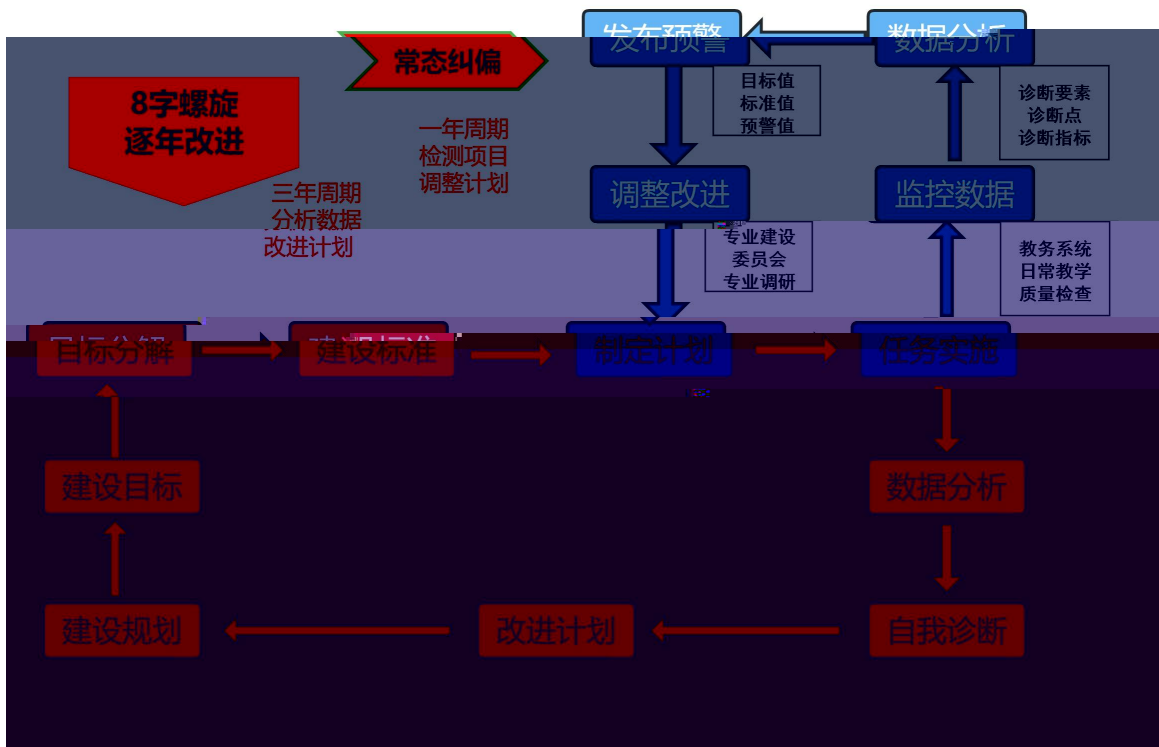 发布预警
数据分析
常态纠偏
目标值
标准值
预警值
诊断要素
诊断点
诊断指标
8字螺旋
逐年改进
一年周期
检测项目
调整计划
三年周期
分析数据
改进计划
调整改进
监控数据
专业建设
委员会
专业调研
教务系统
日常教学
质量检查
目标分解
建设标准
制定计划
任务实施
建设目标
数据分析
建设规划
改进计划
自我诊断